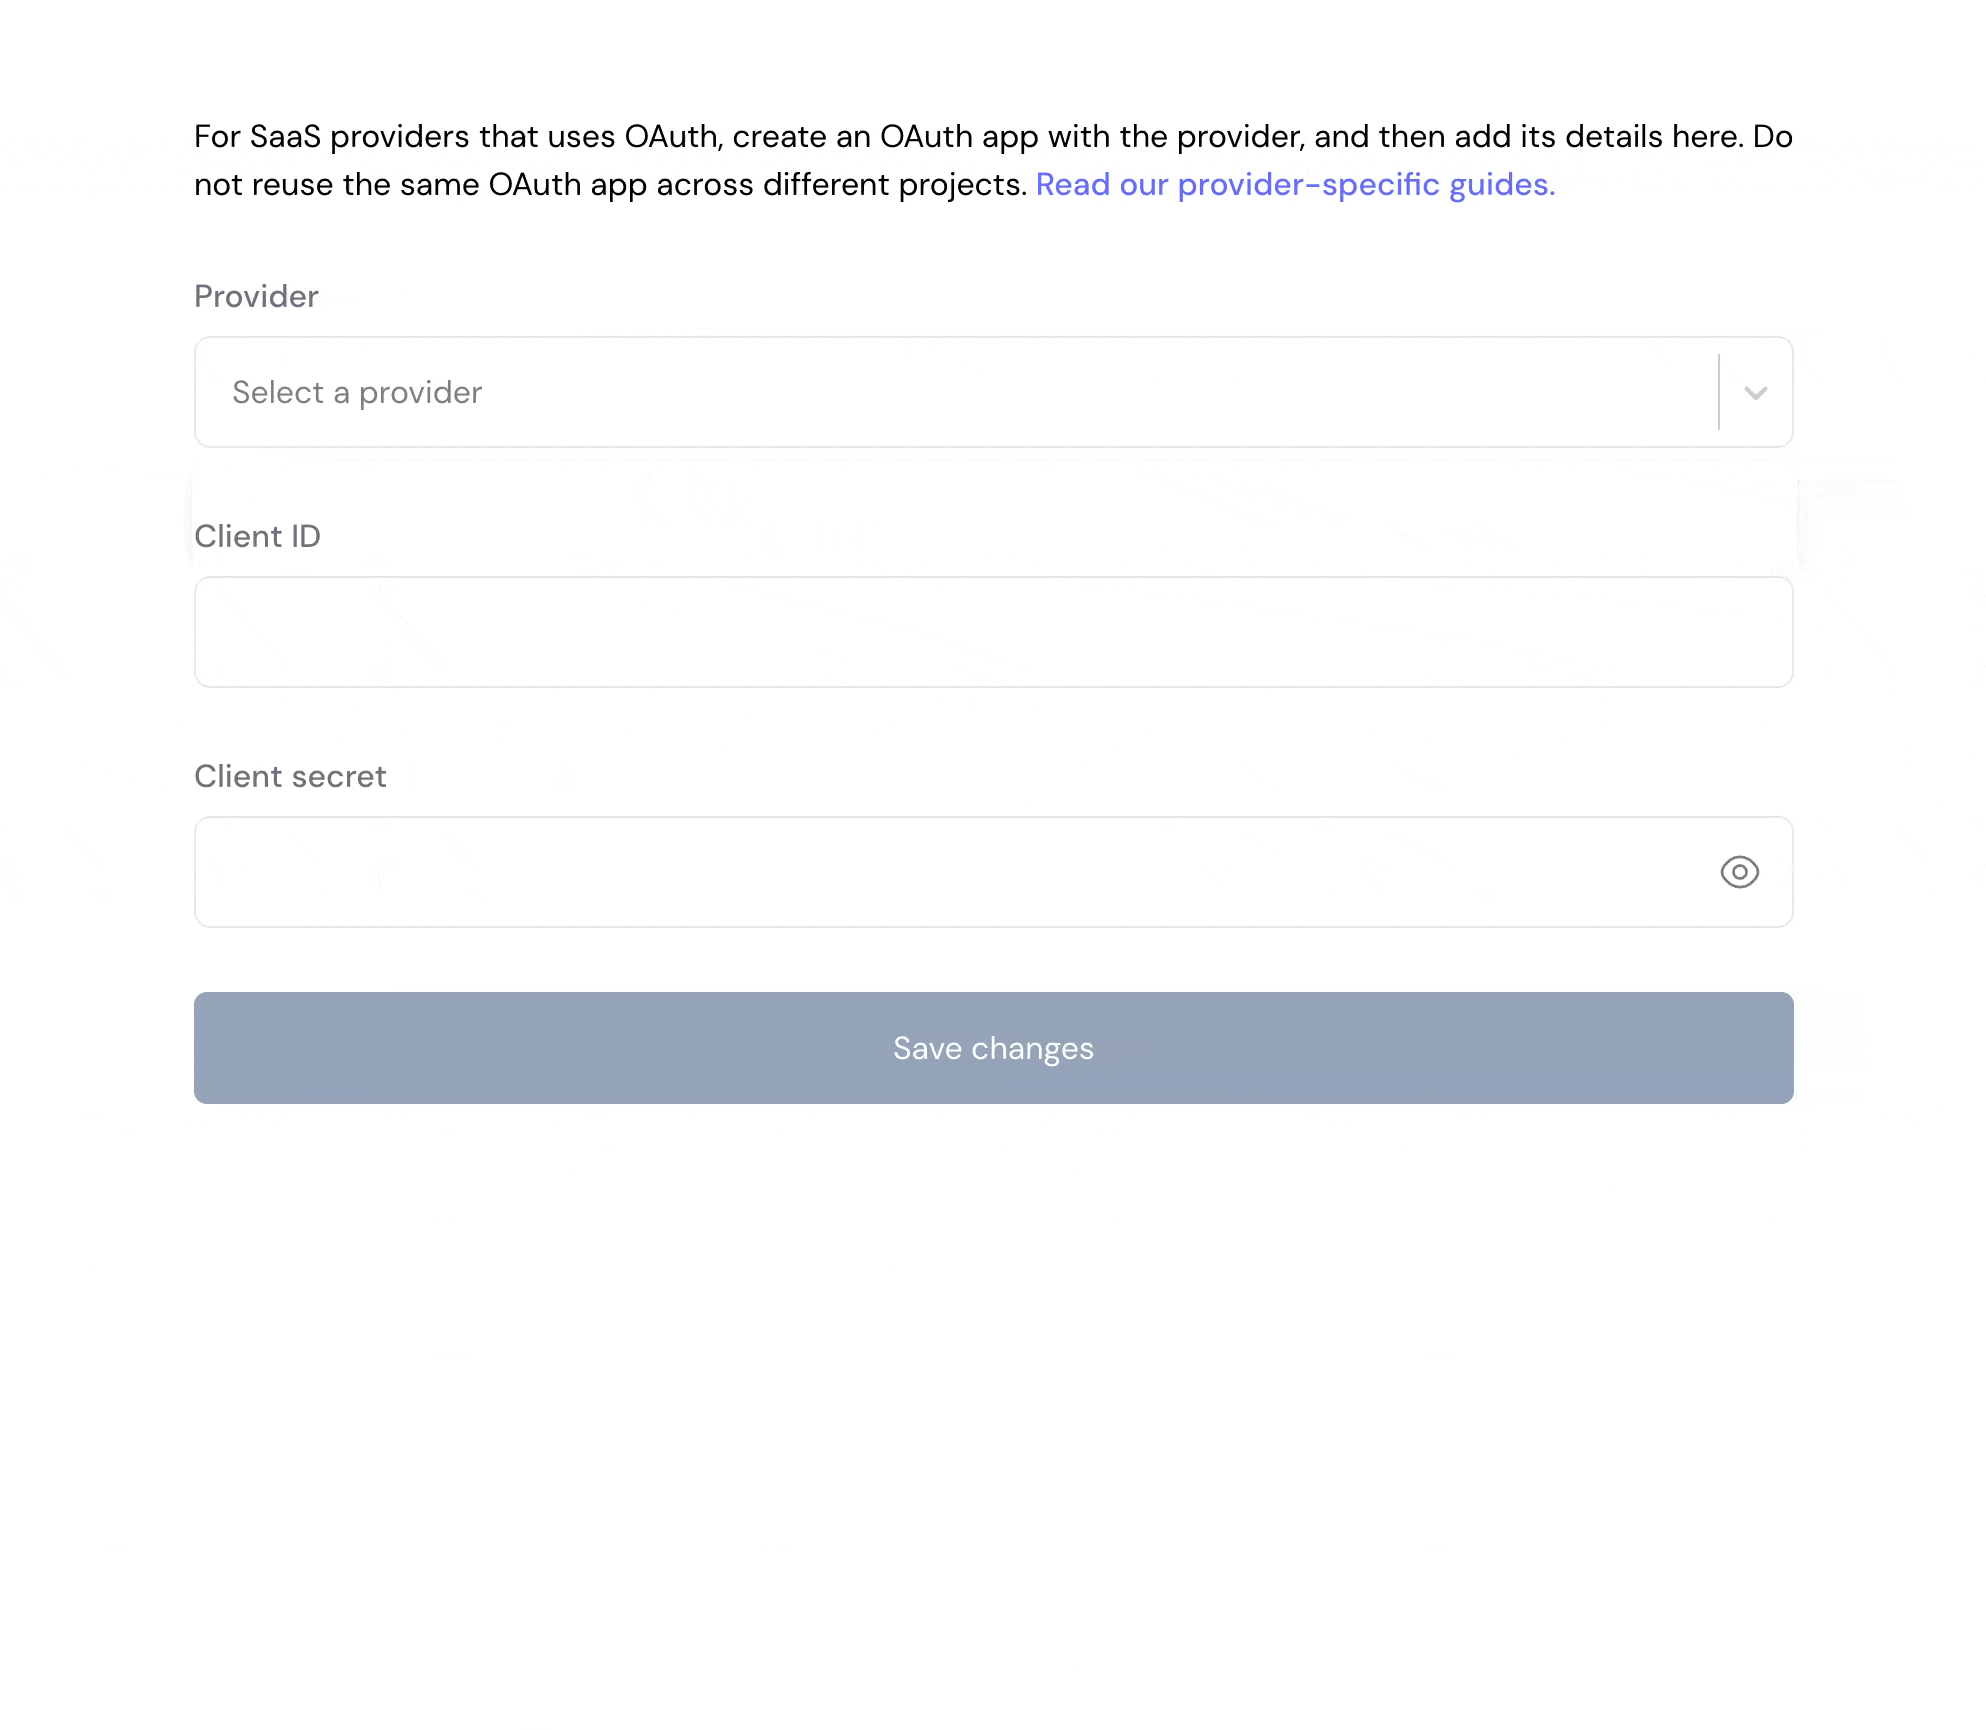 For SaaS providers that uses OAuth, create an OAuth app with the provider, and then add its details here. Do
not reuse the same OAuth app across different projects. Read our provider-specific guides.
Provider
Select a provider
Client ID
Client secret
Save changes